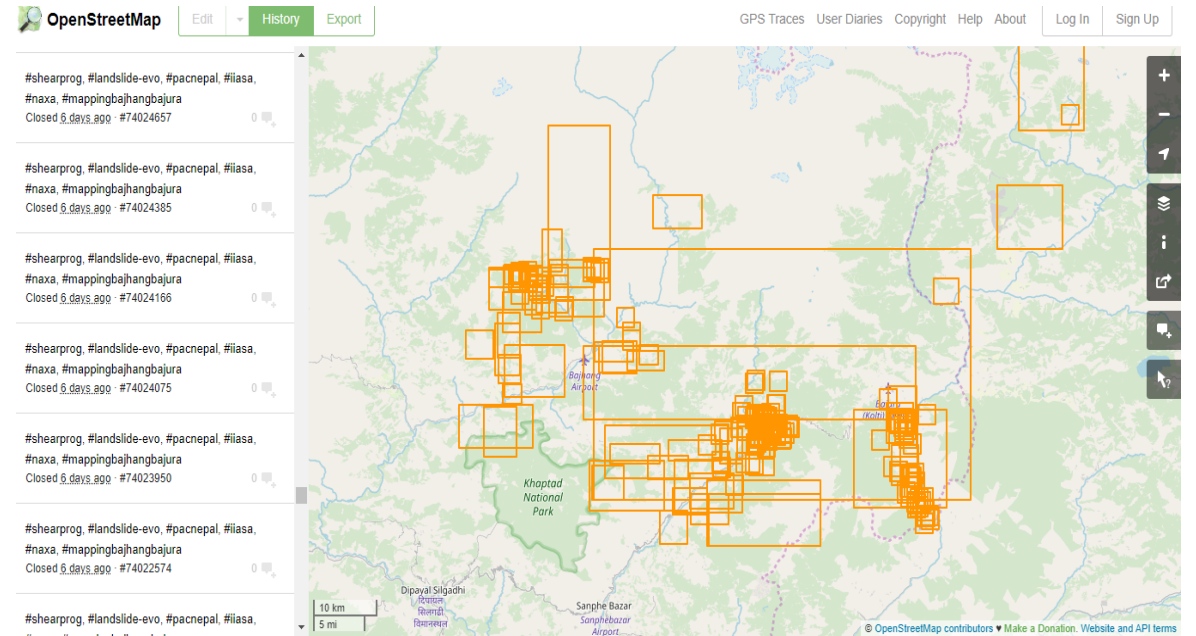 OpenStreetMap
Edit
History
Export
GPS Traces
User Diaries
Copyright
Help
About
Log In
Sign Up
#shearprog, #landslide-evo, #pacnepal, #iiasa,
#naxa, #mappingbajhangbajura
Closed 6 days ago · #74024657
0
#shearprog, #landslide-evo, #pacnepal, #iiasa,
#naxa, #mappingbajhangbajura
Closed 6 days ago · #74024385
0
#shearprog, #landslide-evo, #pacnepal, #iiasa,
#naxa, #mappingbajhangbajura
Closed 6 days ago · #74024166
0
#shearprog, #landslide-evo, #pacnepal, #iiasa,
#naxa, #mappingbajhangbajura
Closed 6 days ago · #74024075
0
#shearprog, #landslide-evo, #pacnepal, #iiasa,
#naxa, #mappingbajhangbajura
Closed 6 days ago · #74023950
0
#shearprog, #landslide-evo, #pacnepal, #iiasa,
#naxa, #mappingbajhangbajura
Closed 6 days ago · #74022574
0
#shearprog, #landslide-evo, #pacnepal, #iiasa,
Bajhang
Airport
(Kolti)
Khaptad
National
Park
Dipayal Silgadhi
दिपायल
सिलगढी
विमानस्थल
Sanphe Bazar
Sanphebazar
Airport
10 km
5 mi
© OpenStreetMap contributors ♥ Make a Donation. Website and API terms